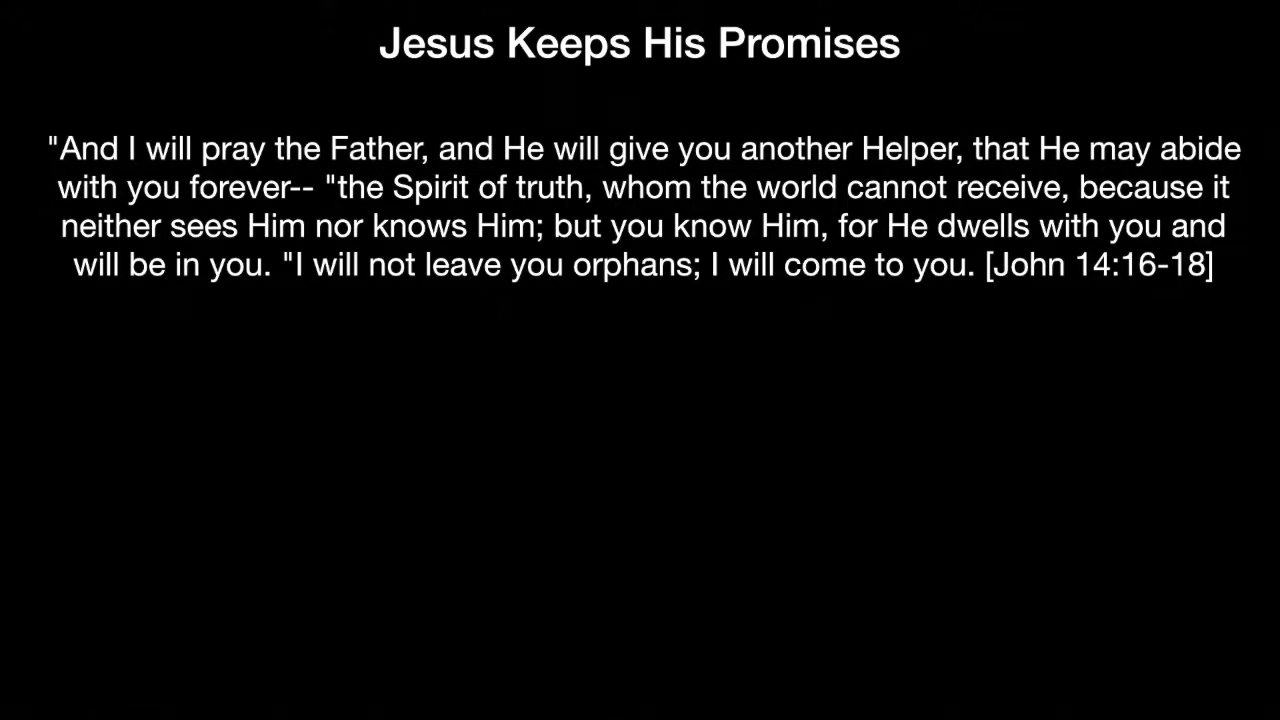 Jesus Keeps His Promises
"And I will pray the Father, and He will give you another Helper, that He may abide
with you forever-- "the Spirit of truth, whom the world cannot receive, because it
neither sees Him nor knows Him; but you know Him, for He dwells with you and
will be in you. "I will not leave you orphans; I will come to you. [John 14:16-18]